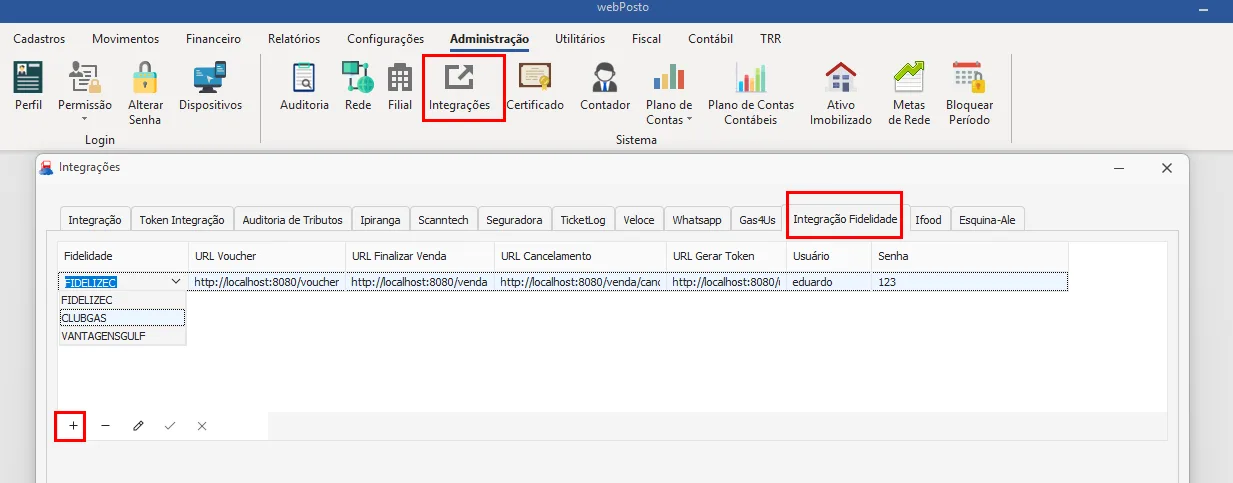 webPosto
Cadastros Movimentos Financeiro Relatórios Configurações Administração Utilitários Fiscal Contábil TRR
Perfil Permissão Alterar Senha Dispositivos Auditoria Rede Filial Integrações Certificado Contador Plano de Contas Plano de Contas Contábeis Ativo Imobilizado Metas de Rede Bloquear Período
Login Sistema
Integrações
Integração Token Integração Auditoria de Tributos Ipiranga Scanntech Seguradora TicketLog Veloce Whatsapp Gas4Us Integração Fidelidade Ifood Esquina-Ale
Fidelidade URL Voucher URL Finalizar Venda URL Cancelamento URL Gerar Token Usuário Senha
FIDELIZEC http://localhost:8080/voucher http://localhost:8080/venda http://localhost:8080/venda/canc http://localhost:8080/ eduardo 123
FIDELIZEC
CLUBGAS
VANTAGENSGULF